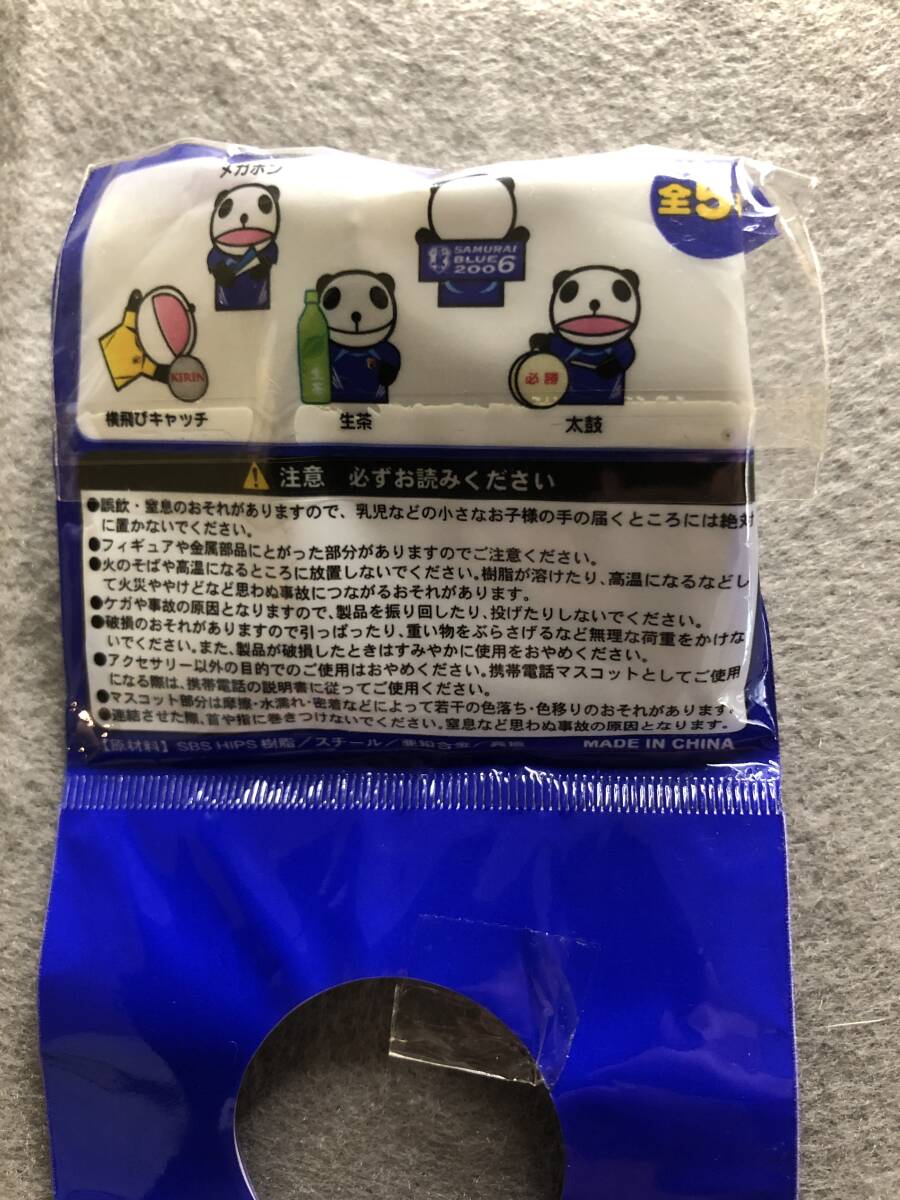 メガホン
全5
SAMURAI
BLUE
2006
KIRIN
生茶
必勝
横飛びキャッチ
生茶
太鼓
注意 必ずお読みください
●誤飲・窒息のおそれがありますので、乳児などの小さなお子様の手の届くところには絶対
に置かないでください。
●フィギュアや金属部品にとがった部分がありますのでご注意ください。
●火のそばや高温になるところに放置しないでください。樹脂が溶けたり、高温になるなどし
て火災ややけどなど思わぬ事故につながるおそれがあります。
●ケガや事故の原因となりますので、製品を振り回したり、投げたりしないでください。
●破損のおそれがありますので引っぱったり、重い物をぶらさげるなど無理な荷重をかけな
いでください。また、製品が破損したときはすみやかに使用をおやめください。
●アクセサリー以外の目的でのご使用はおやめください。携帯電話マスコットとしてご使用
になる際は、携帯電話の説明書に従ってご使用ください。
●マスコット部分は摩擦・水濡れ・密着などによって若干の色落ち・色移りのおそれがあります。
●連結させた際、首や指に巻きつけないでください。窒息など思わぬ事故の原因となります。
【原材料】SBS HIPS 樹脂/スチール/亜鉛合金/真鍮
MADE IN CHINA